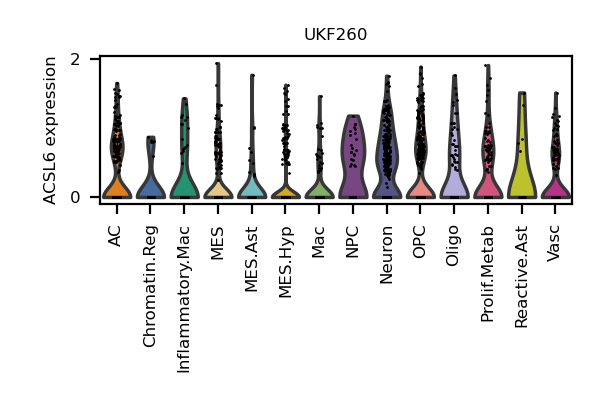 UKF260
ACSL6 expression
2
0
AC
Chromatin.Reg
Inflammatory.Mac
MES
MES.Ast
MES.Hyp
Mac
NPC
Neuron
OPC
Oligo
Prolif.Metab
Reactive.Ast
Vasc